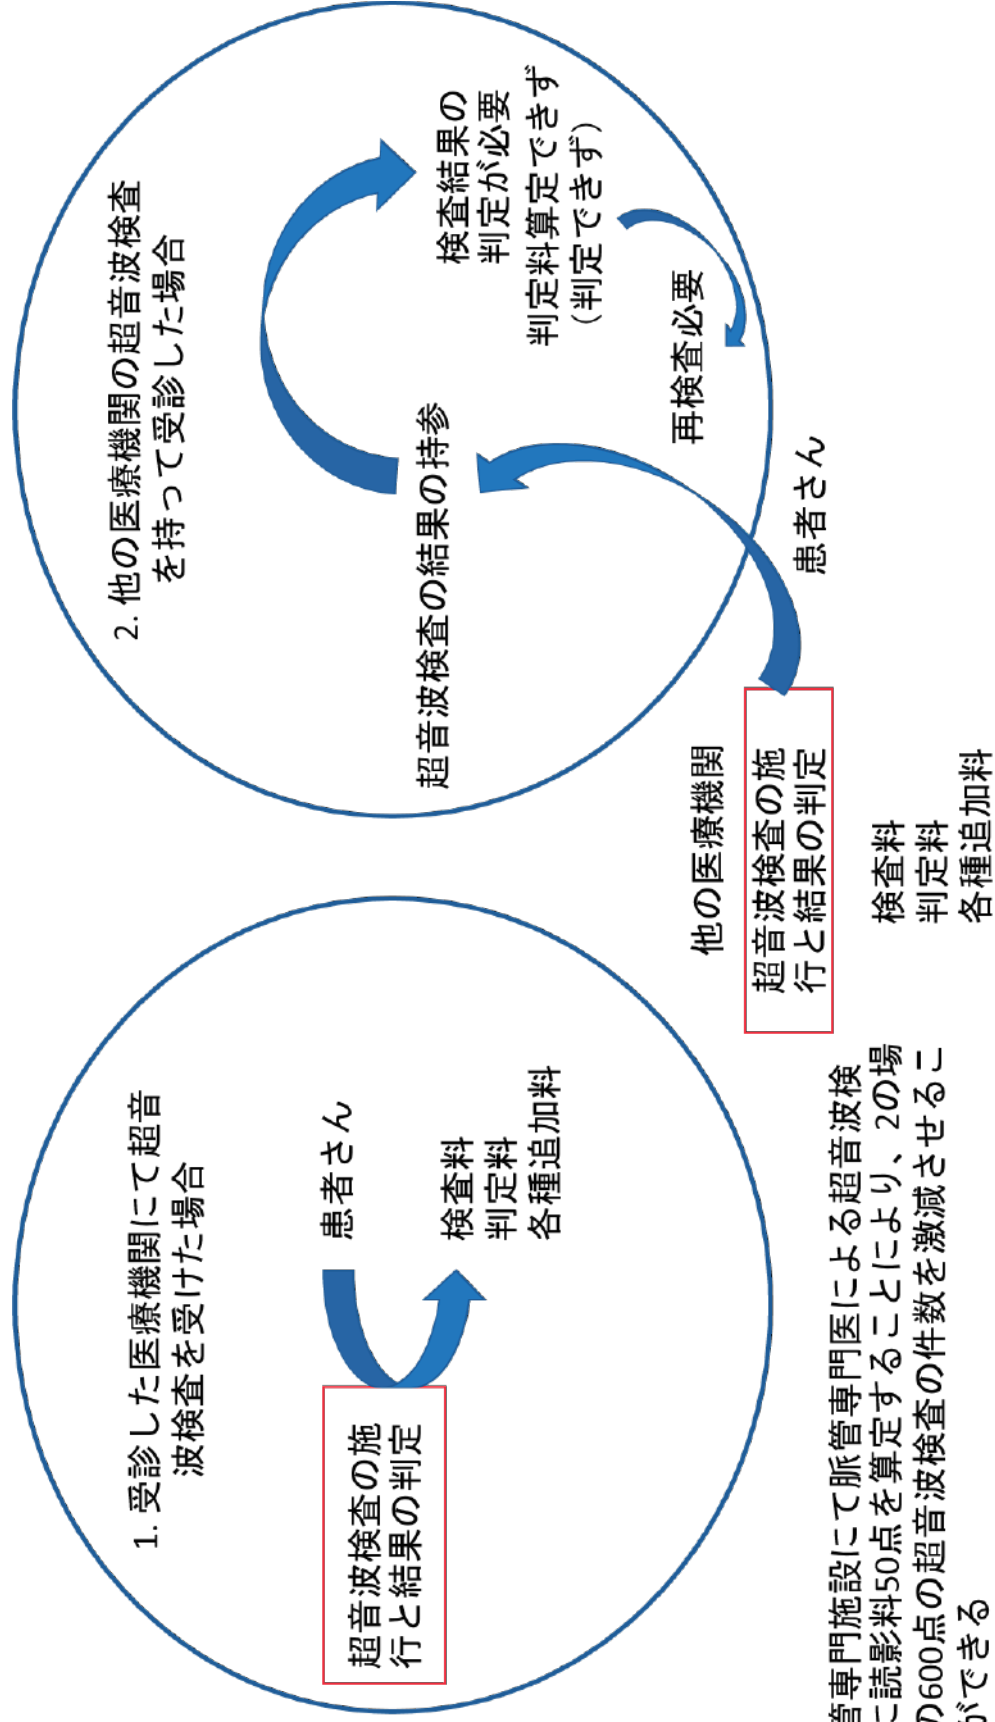 1. 受診した医療機関にて超音
波検査を受けた場合
患者さん
超音波検査の施
行と結果の判定
検査料
判定料
各種追加料
2. 他の医療機関の超音波検査
を持って受診した場合
超音波検査の結果の持参
検査結果の
判定が必要
判定料算定できず
(判定できず)
再検査必要
患者さん
他の医療機関
超音波検査の施
行と結果の判定
検査料
判定料
各種追加料
管専門施設にて脈管専門医による超音波検
に読影料50点を算定することにより、2の場
の600点の超音波検査の件数を激減させるこ
ができる